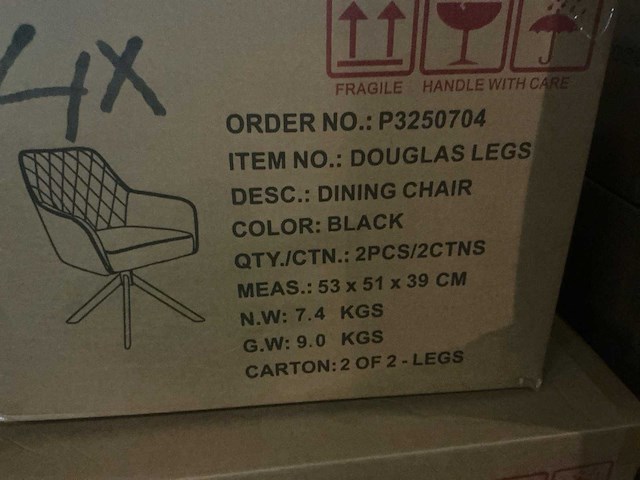 4X
FRAGILE HANDLE WITH CARE
ORDER NO.: P3250704
ITEM NO.: DOUGLAS LEGS
DESC.: DINING CHAIR
COLOR: BLACK
QTY./CTN.: 2PCS/2CTNS
MEAS.: 53 x 51 x 39 CM
N.W: 7.4 KGS
G.W: 9.0 KGS
CARTON: 2 OF 2 - LEGS